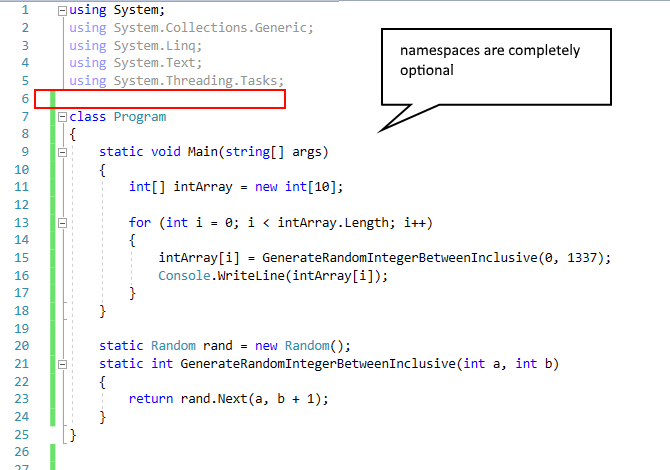 1 using System;
2 using System.Collections.Generic;
3 using System.Linq;
4 using System.Text;
5 using System.Threading.Tasks;
6
7 class Program
8 {
9 static void Main(string[] args)
10 {
11 int[] intArray = new int[10];
12
13 for (int i = 0; i < intArray.Length; i++)
14 {
15 intArray[i] = GenerateRandomIntegerBetweenInclusive(0, 1337);
16 Console.WriteLine(intArray[i]);
17 }
18 }
19
20 static Random rand = new Random();
21 static int GenerateRandomIntegerBetweenInclusive(int a, int b)
22 {
23 return rand.Next(a, b + 1);
24 }
25 }
26
27
namespaces are completely
optional